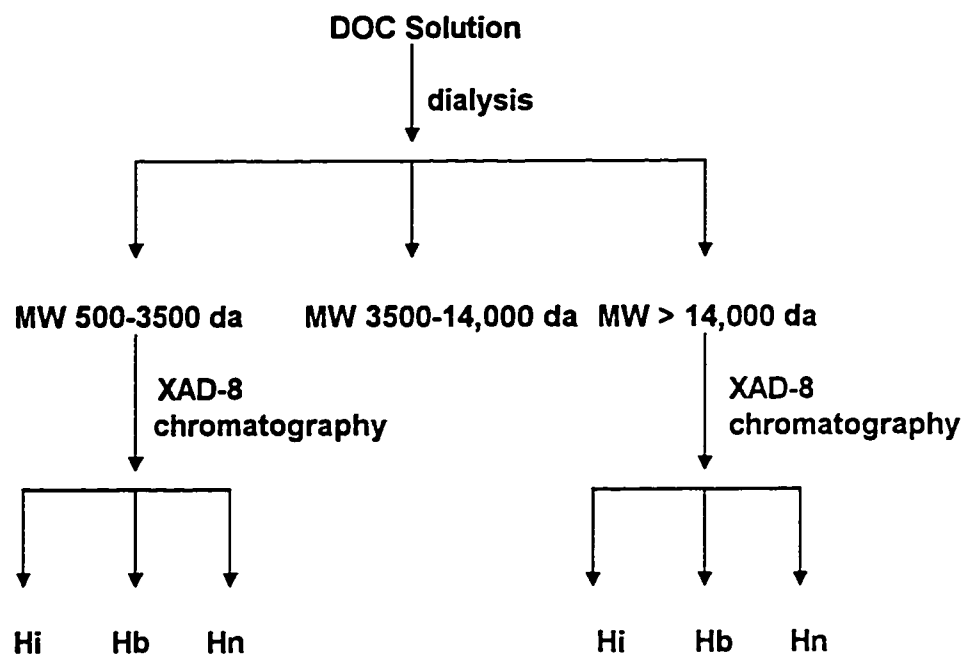 DOC Solution
dialysis
MW 500-3500 da
MW 3500-14,000 da
MW > 14,000 da
XAD-8
chromatography
XAD-8
chromatography
Hi
Hb
Hn
Hi
Hb
Hn